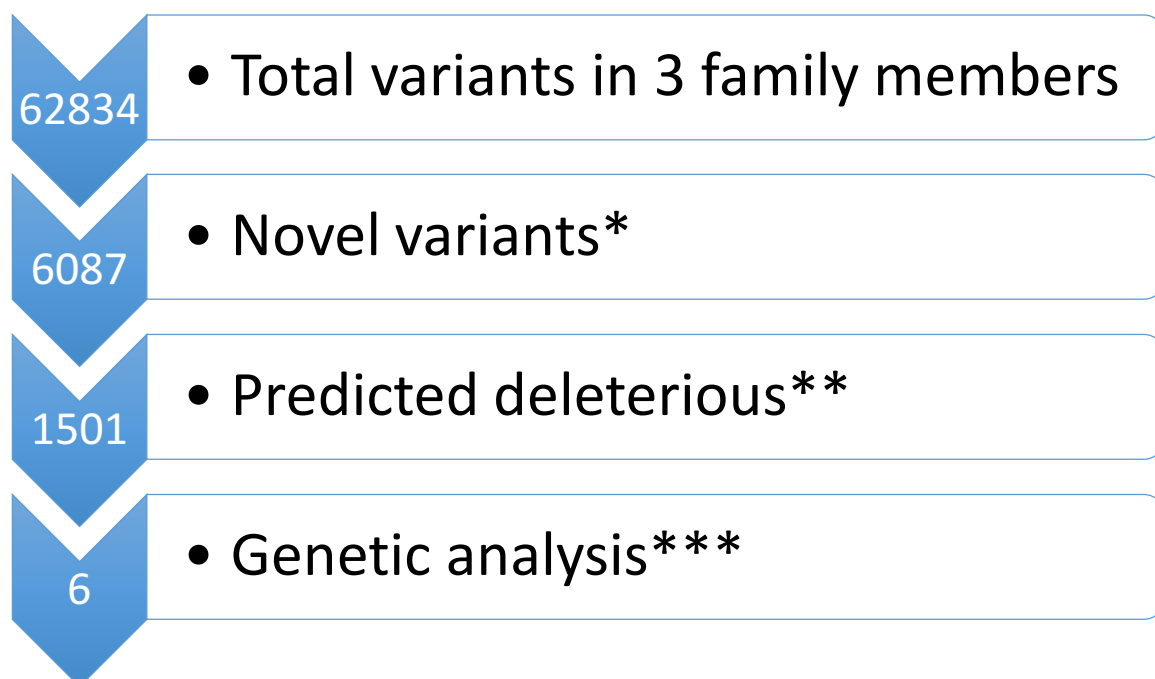 62834
• Total variants in 3 family members
6087
• Novel variants*
1501
• Predicted deleterious**
6
• Genetic analysis***